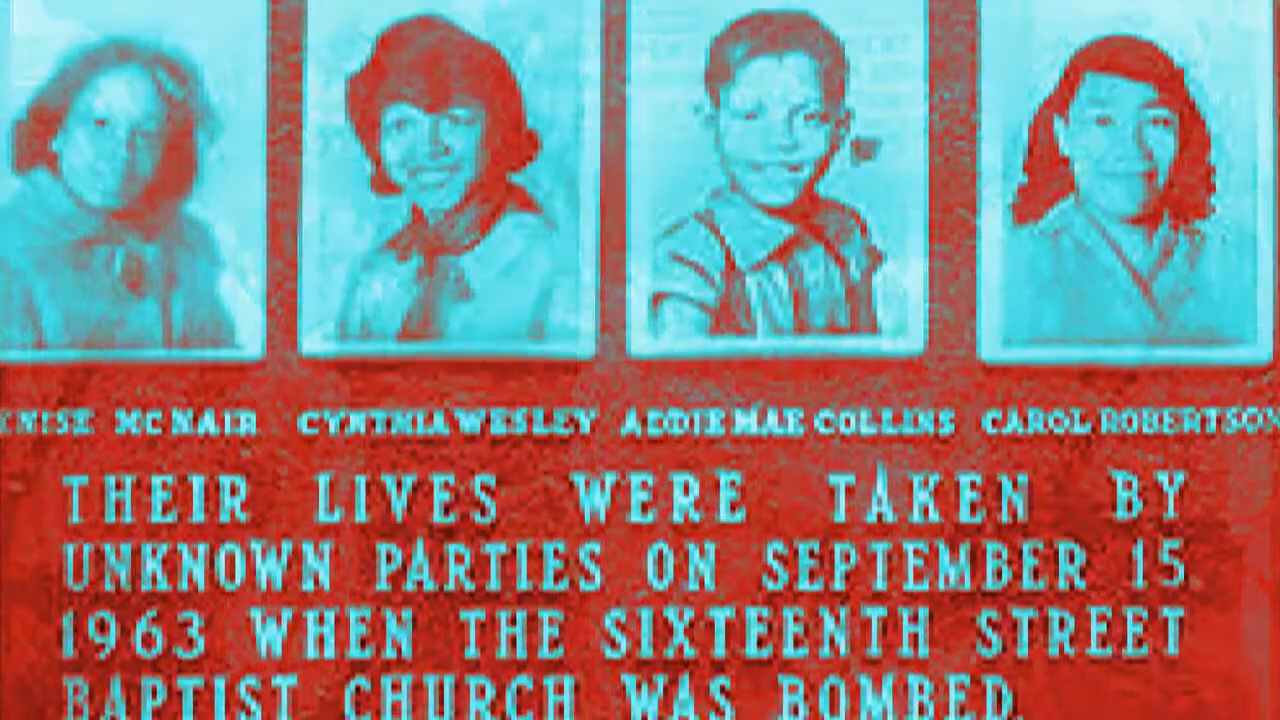 ENISE MCNAIR CYNTHIA WESLEY ADDIE MAE COLLINS CAROL ROBERTSON
THEIR LIVES WERE TAKEN BY
UNKNOWN PARTIES ON SEPTEMBER 15
1963 WHEN THE SIXTEENTH STREET
BAPTIST CHURCH WAS BOMBED